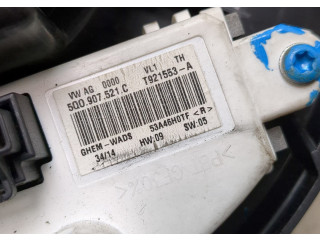 VW AG 0000 VL1 TH
5Q0.907.521.C T921553-A
GHEM-WADS 53A46H0TF <R>
34/14 HW:09 SW:05